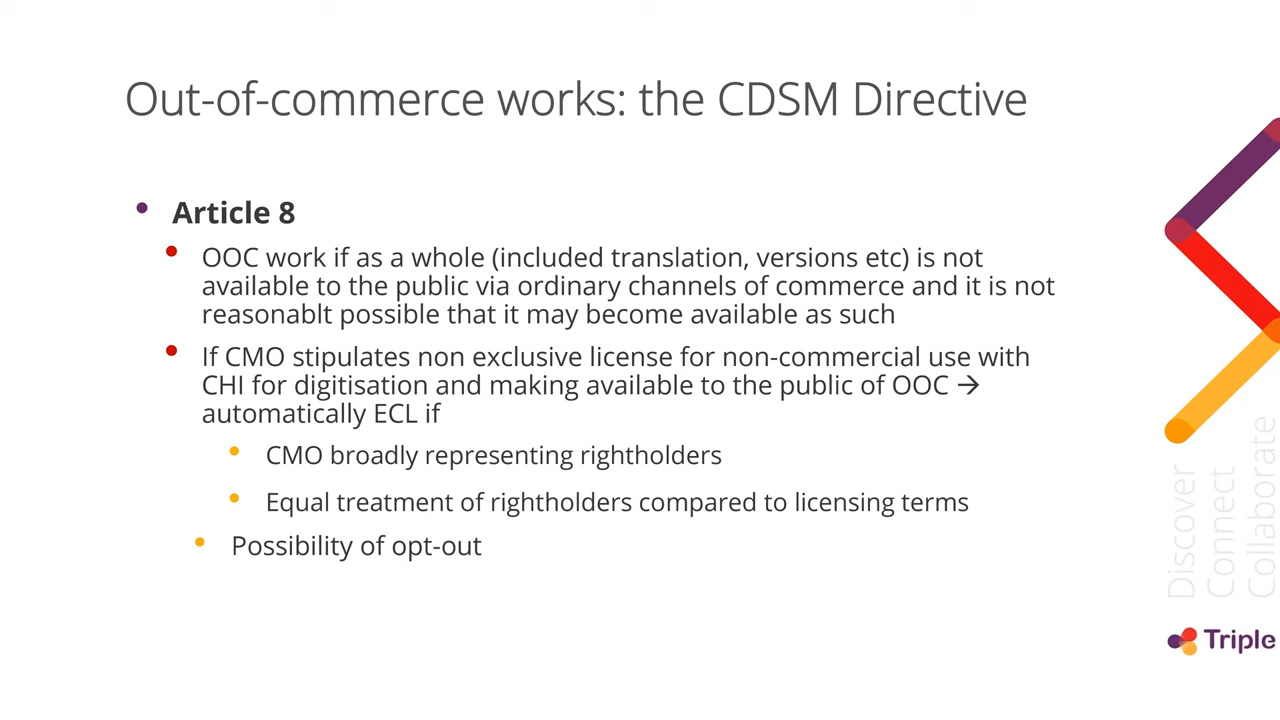 Out-of-commerce works: the CDSM Directive
• Article 8
• OOC work if as a whole (included translation, versions etc) is not
available to the public via ordinary channels of commerce and it is not
reasonablt possible that it may become available as such
• If CMO stipulates non exclusive license for non-commercial use with
CHI for digitisation and making available to the public of OOC →
automatically ECL if
• CMO broadly representing rightholders
• Equal treatment of rightholders compared to licensing terms
• Possibility of opt-out
Discover
Connect
Collaborate
Triple